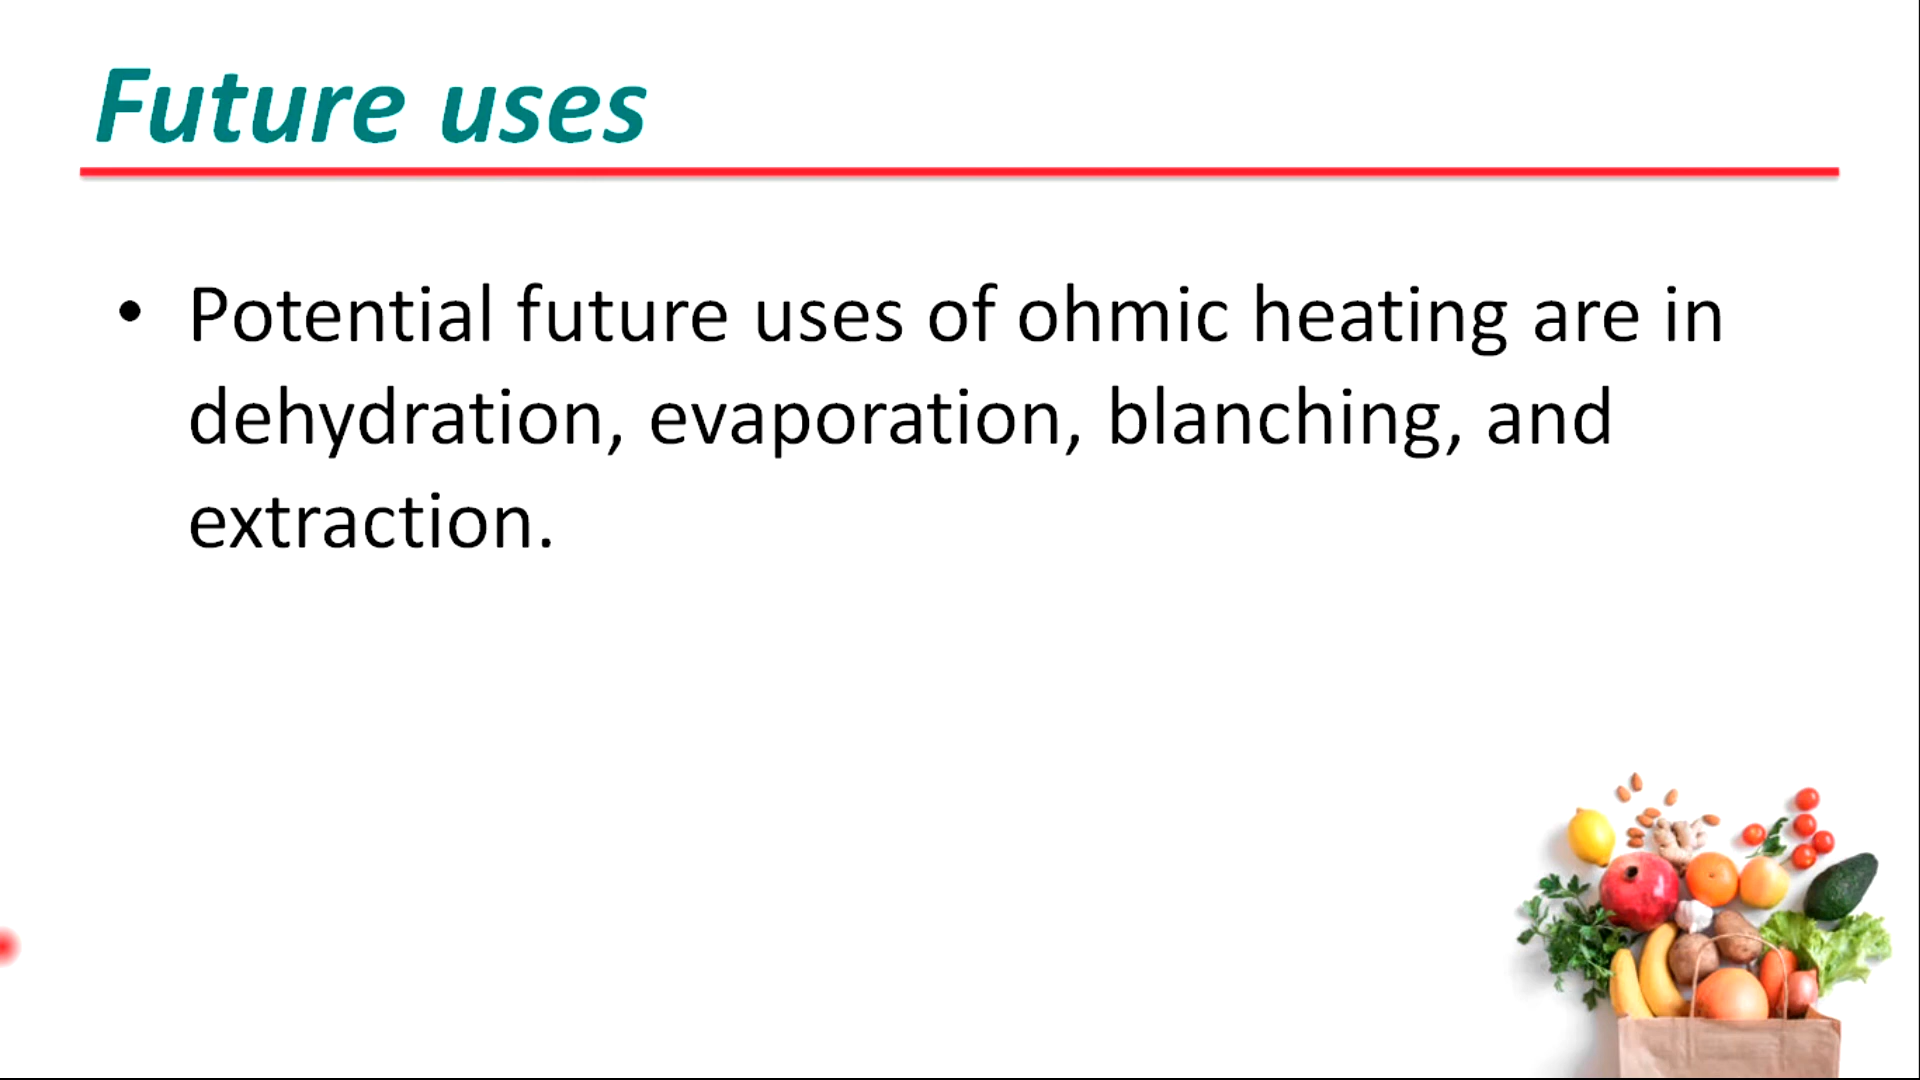 Future uses
• Potential future uses of ohmic heating are in
dehydration, evaporation, blanching, and
extraction.